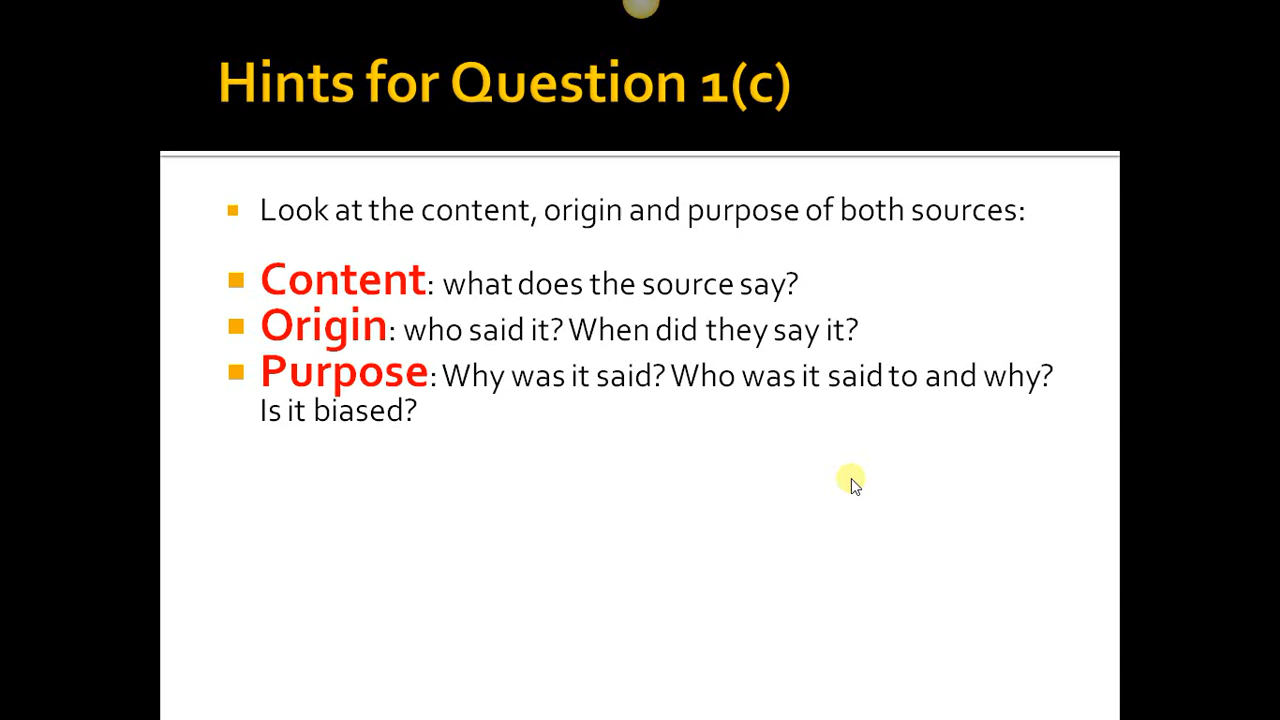 Hints for Question 1(c)
Look at the content, origin and purpose of both sources:
Content: what does the source say?
Origin: who said it? When did they say it?
Purpose: Why was it said? Who was it said to and why?
Is it biased?